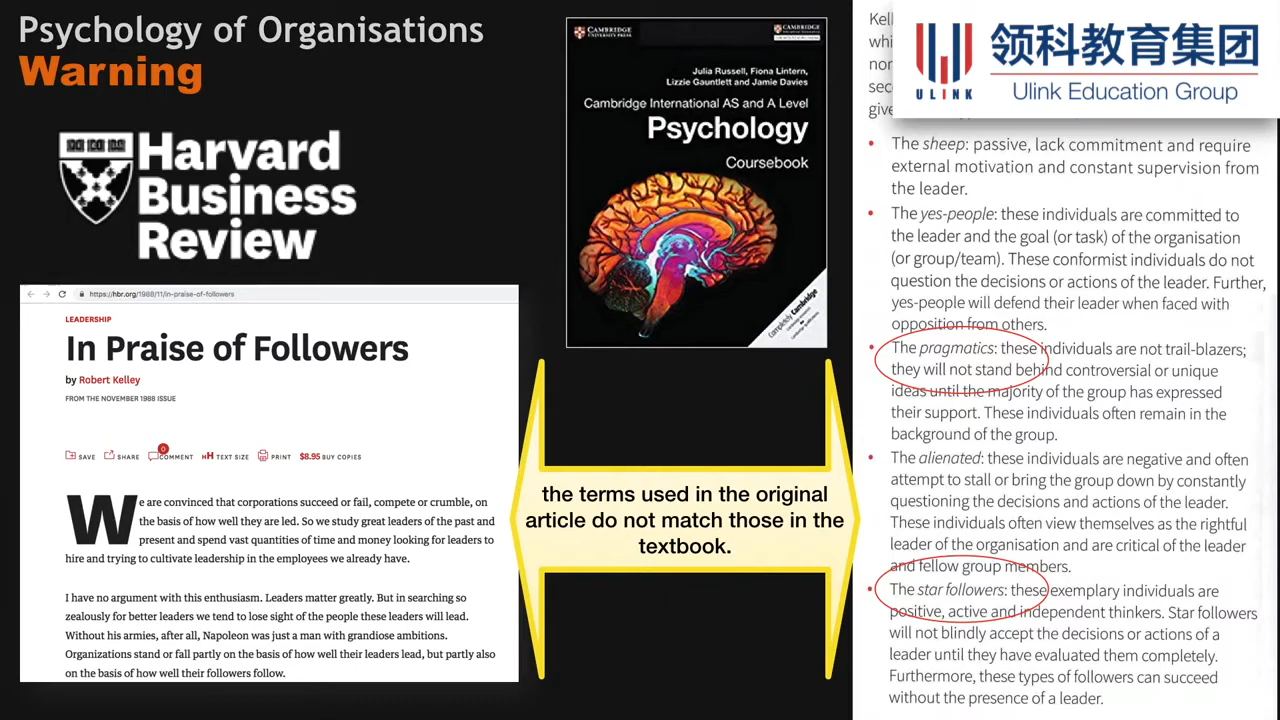 Psychology of Organisations
Warning
Harvard
Business
Review
https://hbr.org/1988/11/in-praise-of-followers
LEADERSHIP
In Praise of Followers
by Robert Kelley
FROM THE NOVEMBER 1988 ISSUE
SAVE
SHARE
0
COMMENT
TEXT SIZE
PRINT
$8.95 BUY COPIES
We are convinced that corporations succeed or fail, compete or crumble, on
the basis of how well they are led. So we study great leaders of the past and
present and spend vast quantities of time and money looking for leaders to
hire and trying to cultivate leadership in the employees we already have.
I have no argument with this enthusiasm. Leaders matter greatly. But in searching so
zealously for better leaders we tend to lose sight of the people these leaders will lead.
Without his armies, after all, Napoleon was just a man with grandiose ambitions.
Organizations stand or fall partly on the basis of how well their leaders lead, but partly also
on the basis of how well their followers follow.
CAMBRIDGE
UNIVERSITY PRESS
CAMBRIDGE
Julia Russell, Fiona Lintern,
Lizzie Gauntlett and Jamie Davies
Cambridge International AS and A Level
Psychology
Coursebook
Completely Cambridge
the terms used in the original
article do not match those in the
textbook.
领科教育集团
ULINK
Ulink Education Group
The sheep: passive, lack commitment and require
external motivation and constant supervision from
the leader.
The yes-people: these individuals are committed to
the leader and the goal (or task) of the organisation
(or group/team). These conformist individuals do not
question the decisions or actions of the leader. Further,
yes-people will defend their leader when faced with
opposition from others.
The pragmatics: these individuals are not trail-blazers;
they will not stand behind controversial or unique
ideas until the majority of the group has expressed
their support. These individuals often remain in the
background of the group.
The alienated: these individuals are negative and often
attempt to stall or bring the group down by constantly
questioning the decisions and actions of the leader.
These individuals often view themselves as the rightful
leader of the organisation and are critical of the leader
and fellow group members.
The star followers: these exemplary individuals are
positive, active and independent thinkers. Star followers
will not blindly accept the decisions or actions of a
leader until they have evaluated them completely.
Furthermore, these types of followers can succeed
without the presence of a leader.